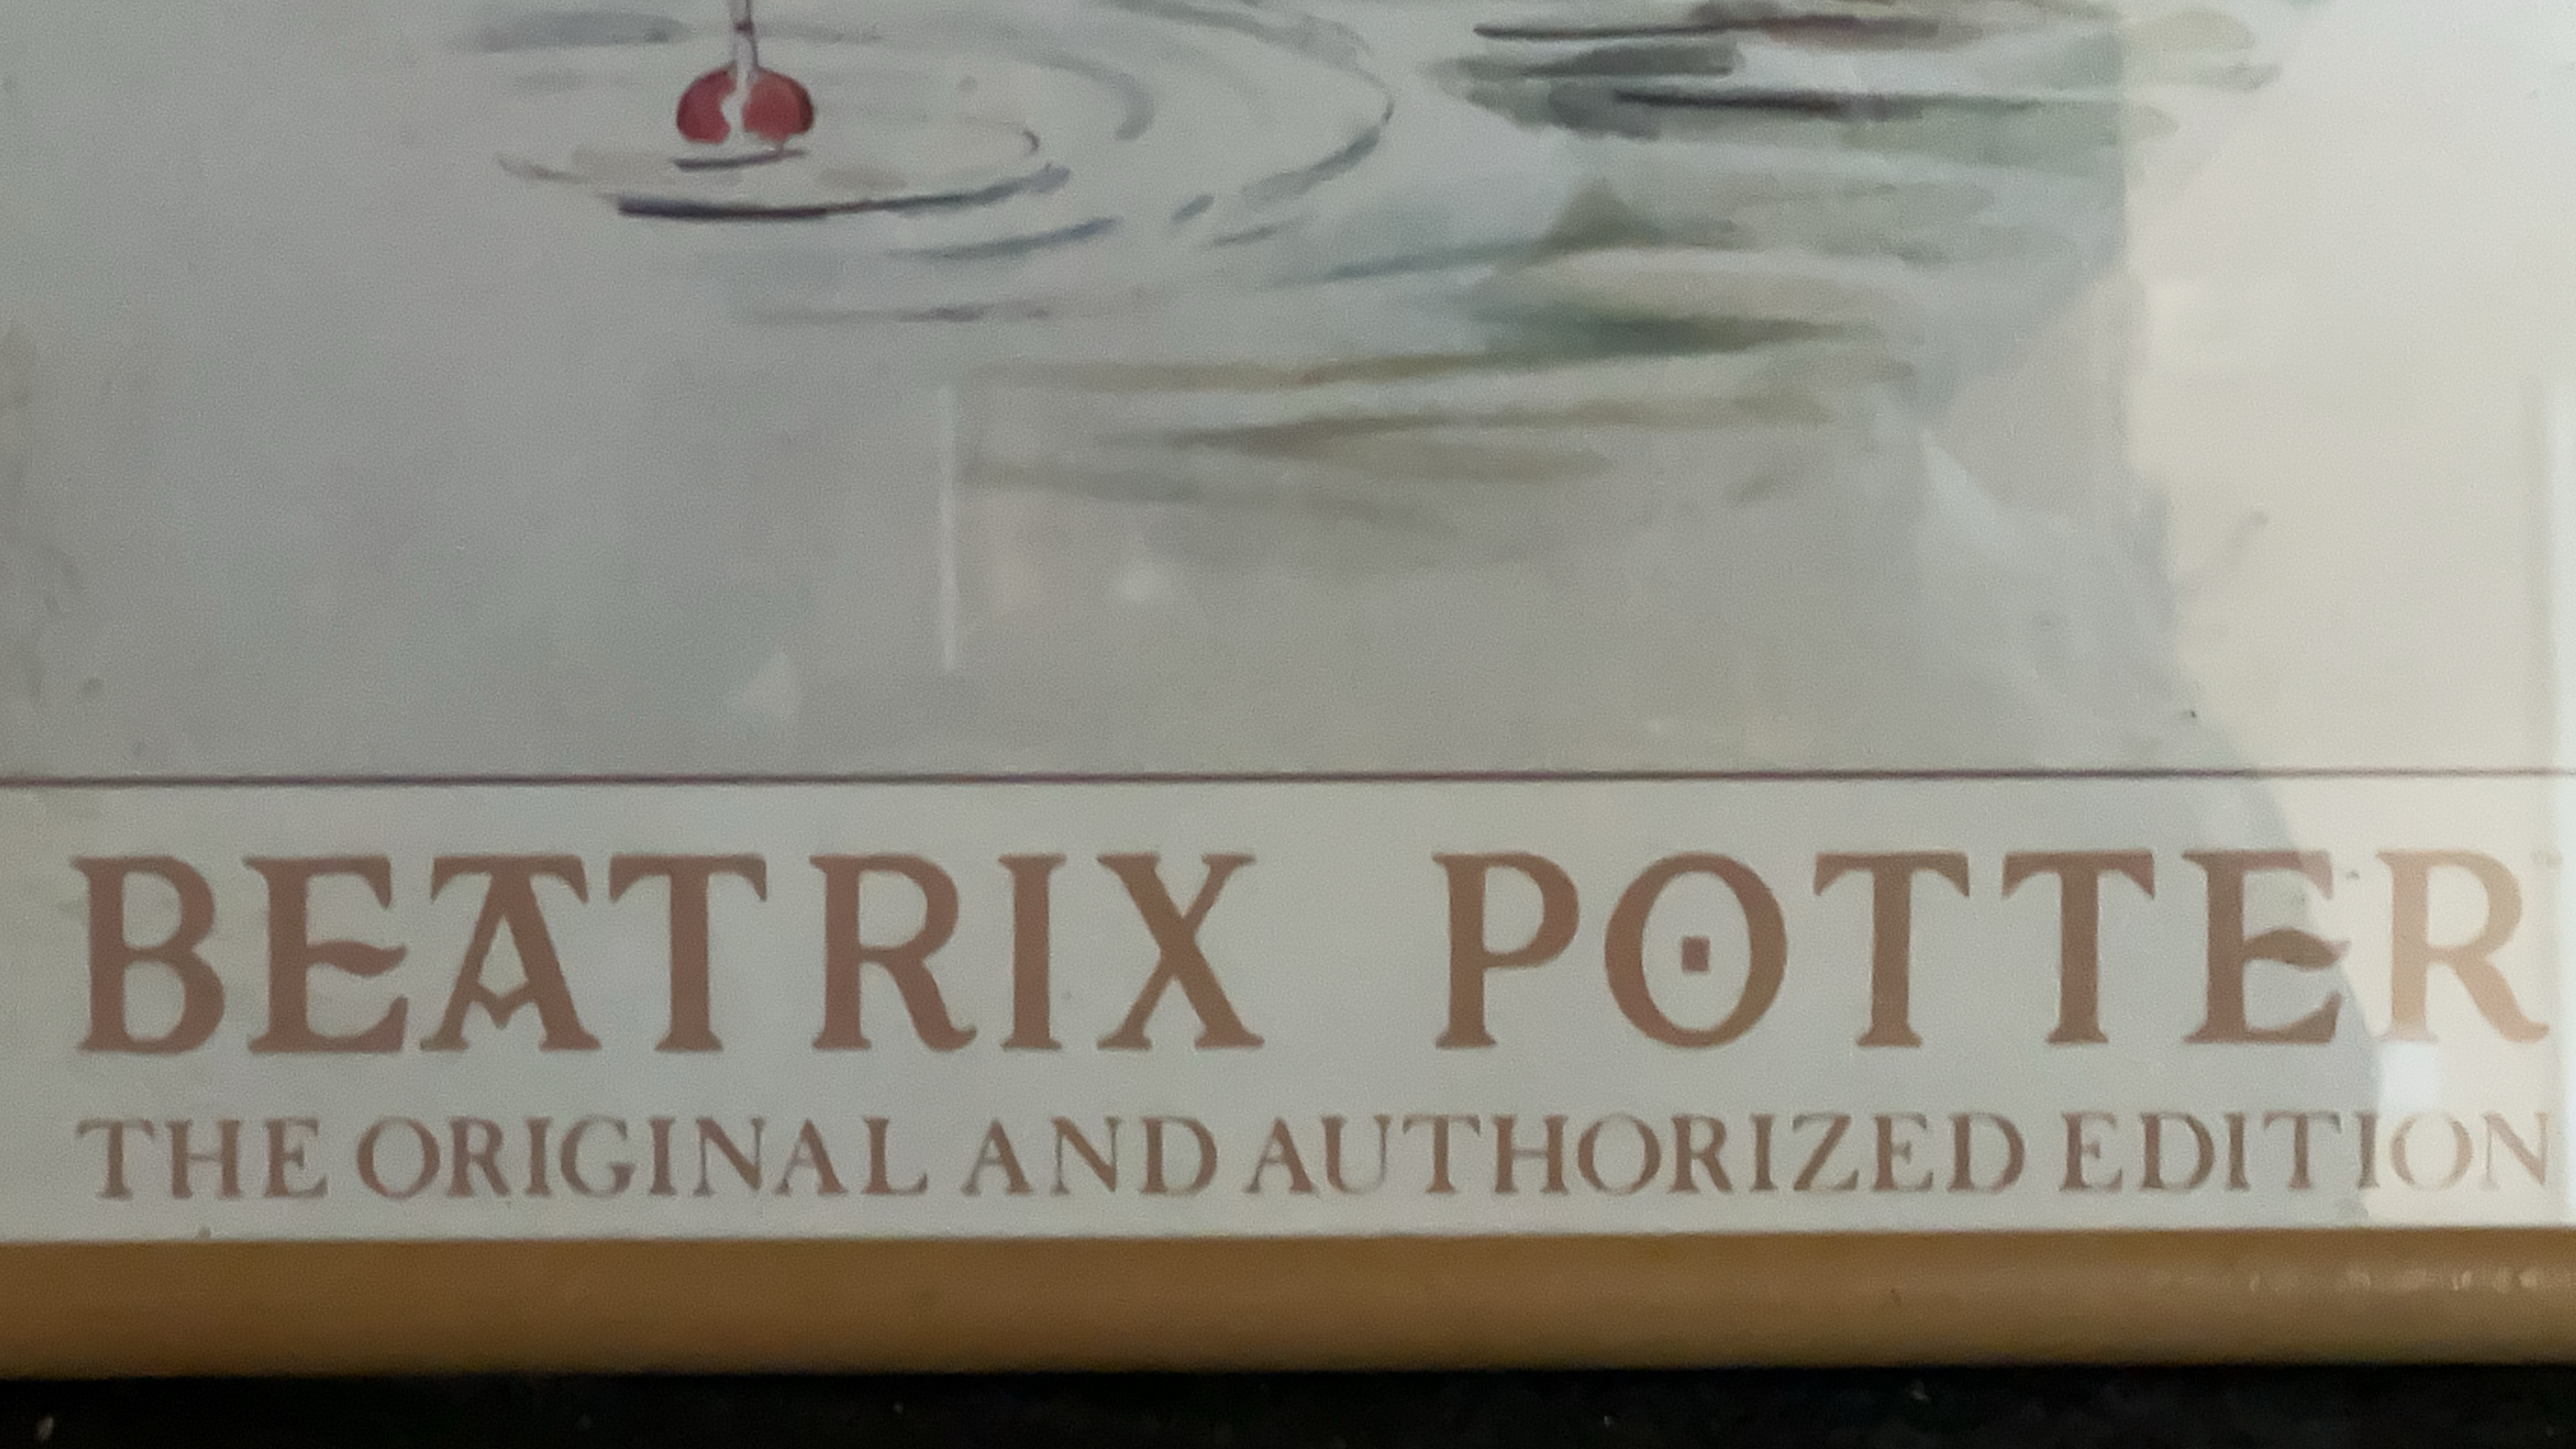 BEATRIX POTTER
THE ORIGINAL AND AUTHORIZED EDITION